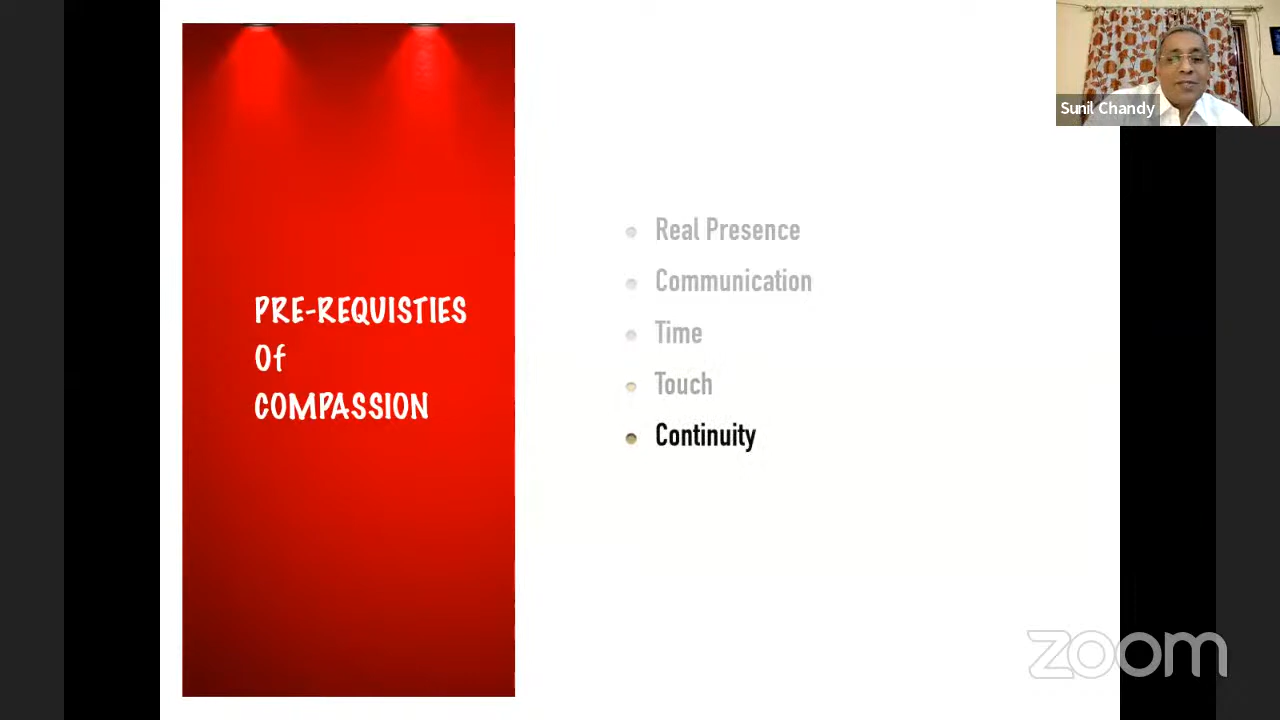 Sunil Chandy
PRE-REQUISTIES
Of
COMPASSION
Real Presence
Communication
Time
Touch
Continuity
zoom